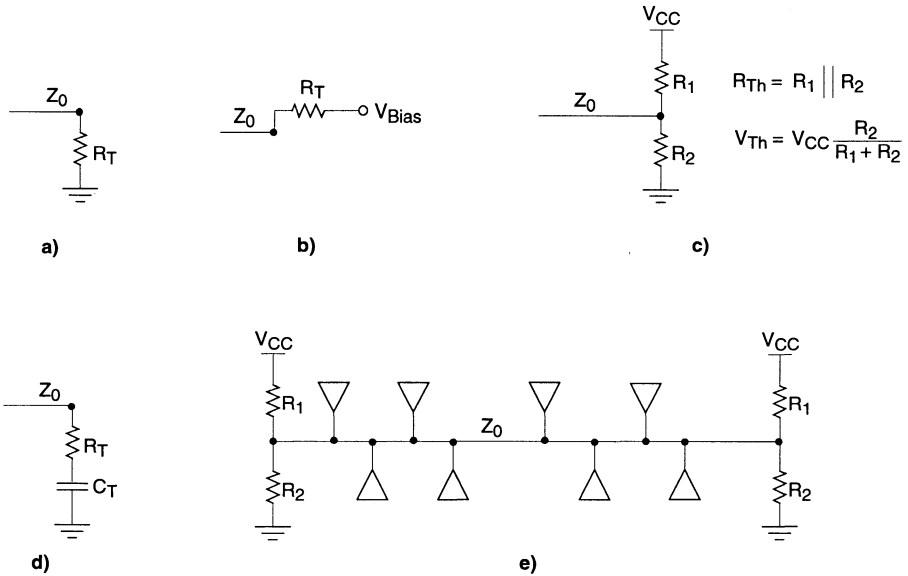 Z0
RT
a)
Z0
RT
VBias
b)
VCC
R1
Z0
R2
RTh = R1 || R2
VTh = VCC R2 / R1 + R2
c)
Z0
RT
CT
d)
VCC
R1
R2
Z0
VCC
R1
R2
e)